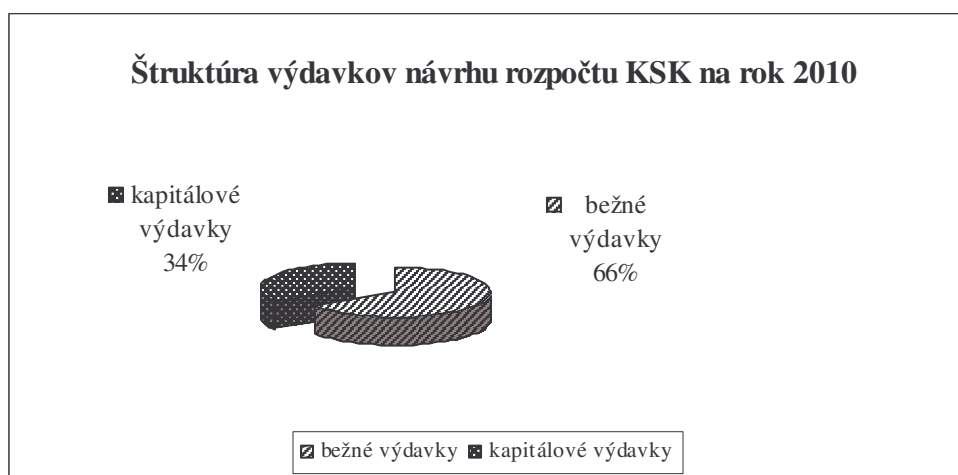 Štruktúra výdavkov návrhu rozpočtu KSK na rok 2010
kapitálové
výdavky
34%
bežné
výdavky
66%
bežné výdavky kapitálové výdavky